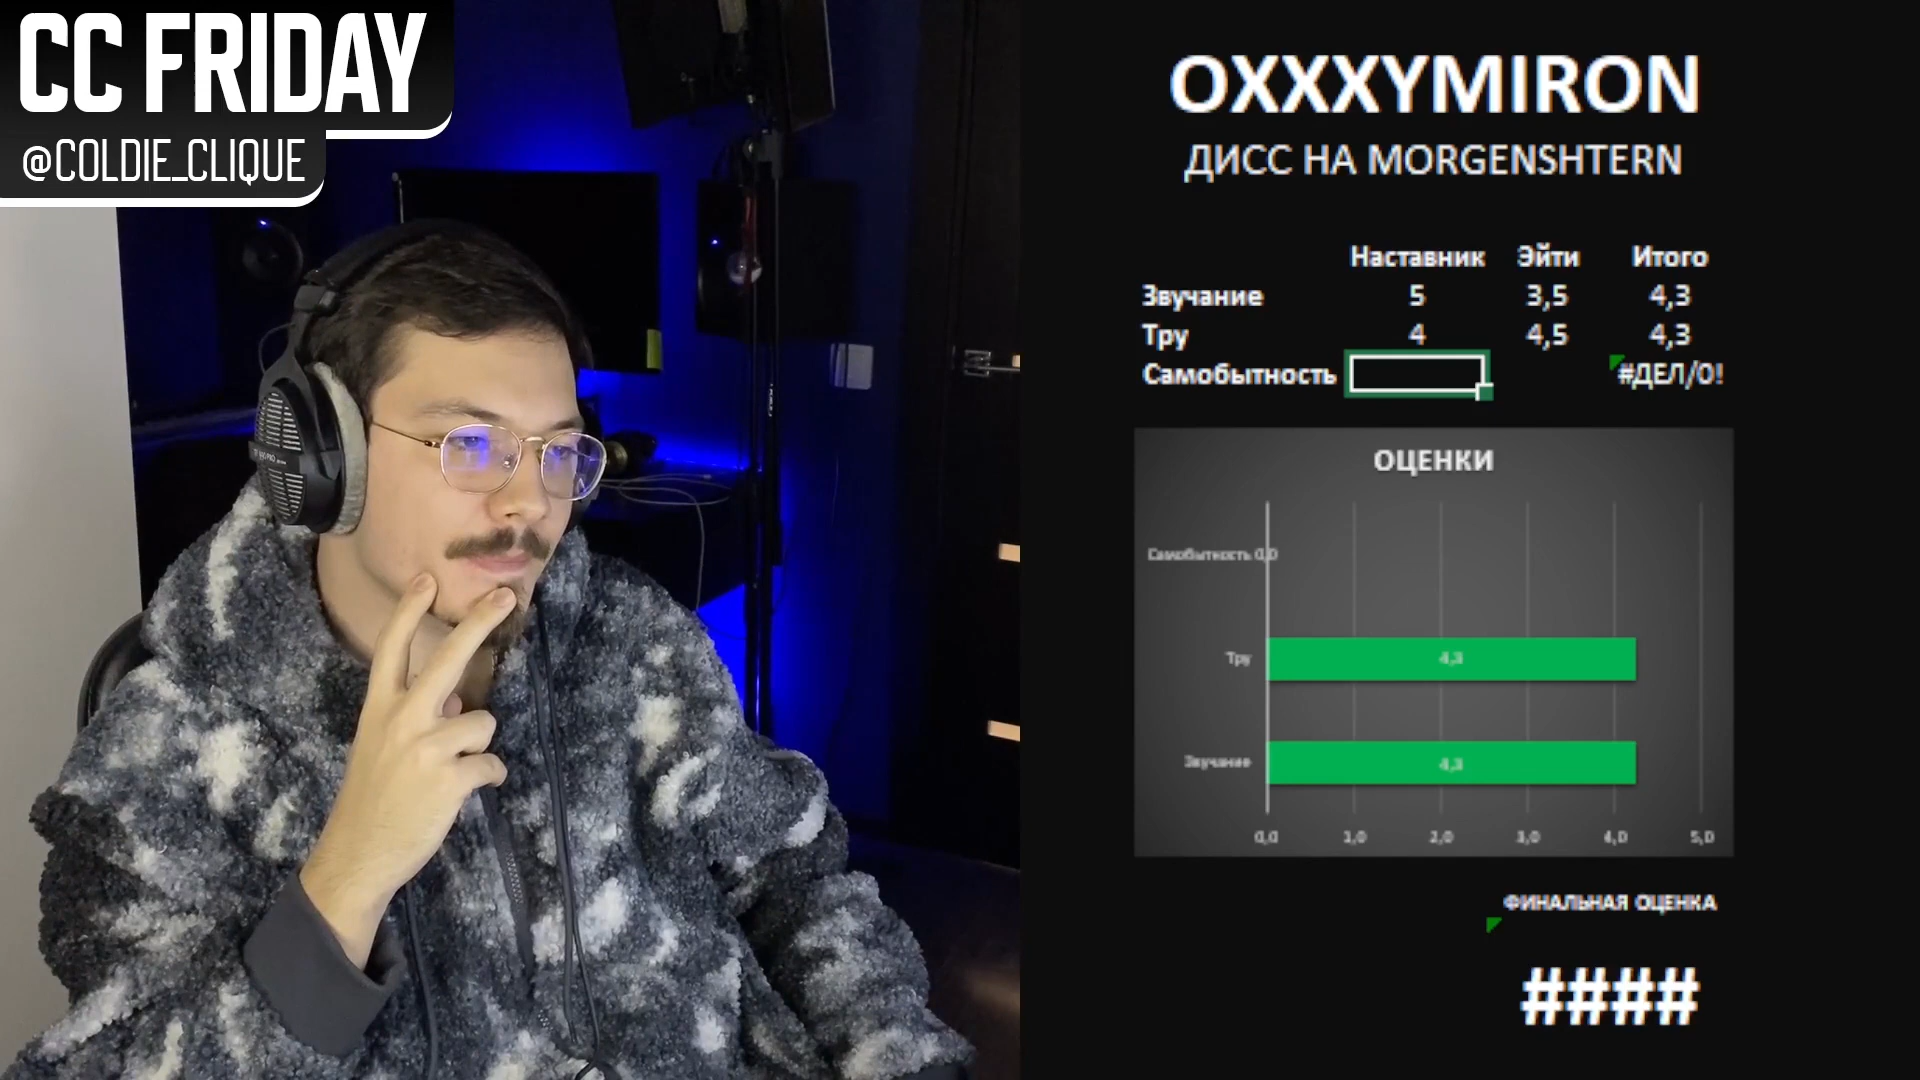 CC FRIDAY
@COLDIE_CLIQUE
OXXXYMIRON
ДИСС НА MORGENSHTERN
Наставник Эйти Итого
Звучание 5 3,5 4,3
Тру 4 4,5 4,3
Самобытность #ДЕЛ/0!
ОЦЕНКИ
Самобытность 0,0
Тру 4,3
Звучание 4,3
0,0 1,0 2,0 3,0 4,0 5,0
ФИНАЛЬНАЯ ОЦЕНКА
####